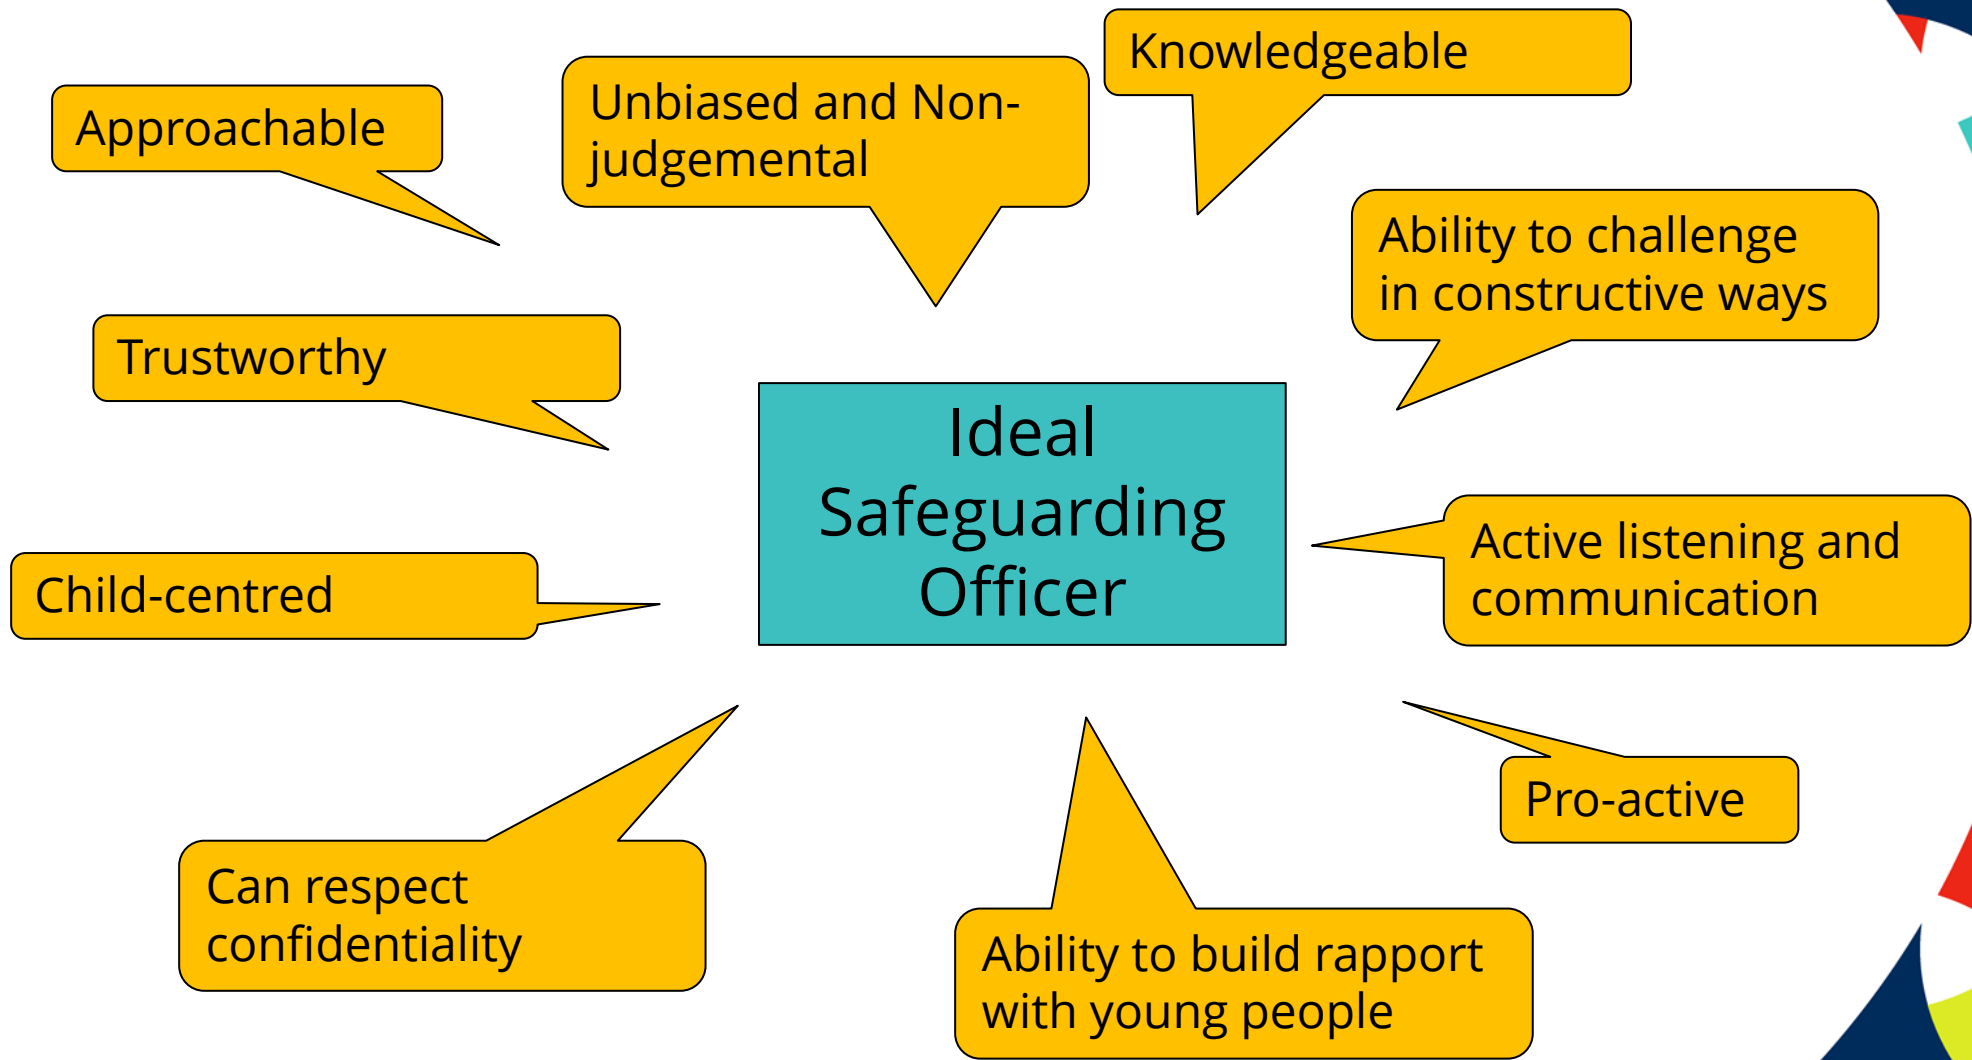 Knowledgeable
Approachable
Unbiased and Non-
judgemental
Ability to challenge
in constructive ways
Trustworthy
Ideal
Safeguarding
Officer
Active listening and
communication
Child-centred
Pro-active
Can respect
confidentiality
Ability to build rapport
with young people